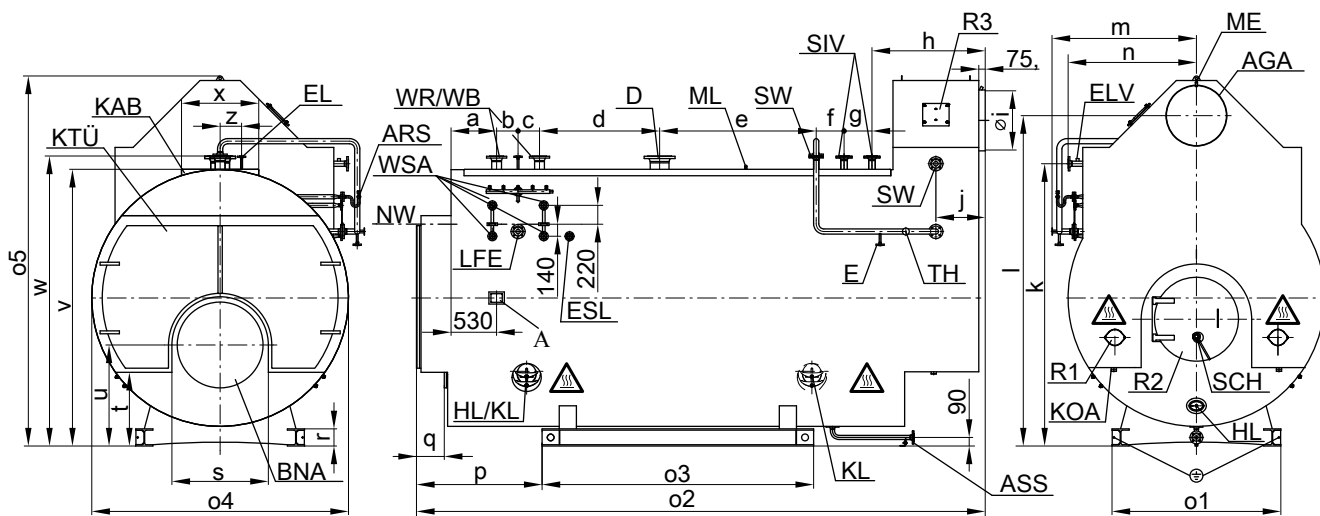 KAB
KTÜ
x
z
EL
ARS
WSA
NW
o5
w
v
u
t
s
r
o4
BNA
WR/WB
a
b
c
d
D
ML
e
SW
SIV
f
g
h
R3
75,
øi
SW
j
LFE
140
220
ESL
E
TH
530
A
HL/KL
90
q
p
o3
o2
KL
ASS
m
n
ME
AGA
ELV
l
k
R1
R2
SCH
KOA
HL
o1